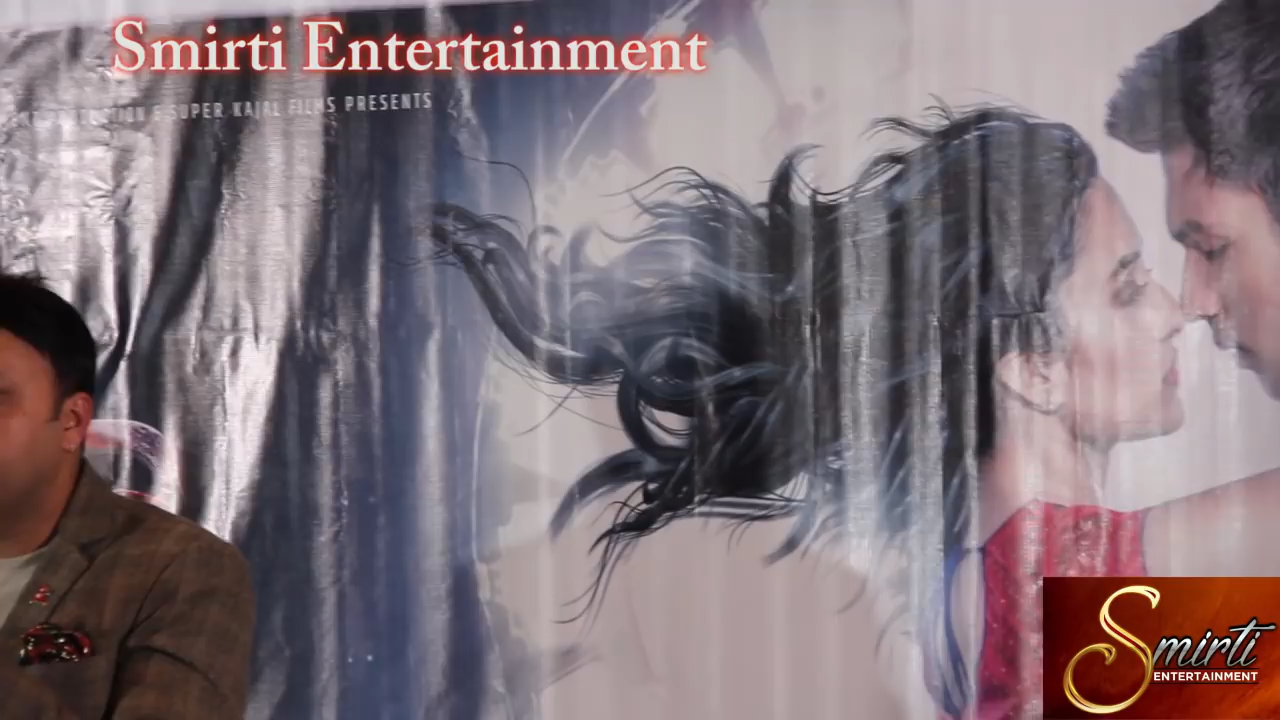 Smirti Entertainment
SUPER KAJAL FILMS PRESENTS
Smirti
ENTERTAINMENT